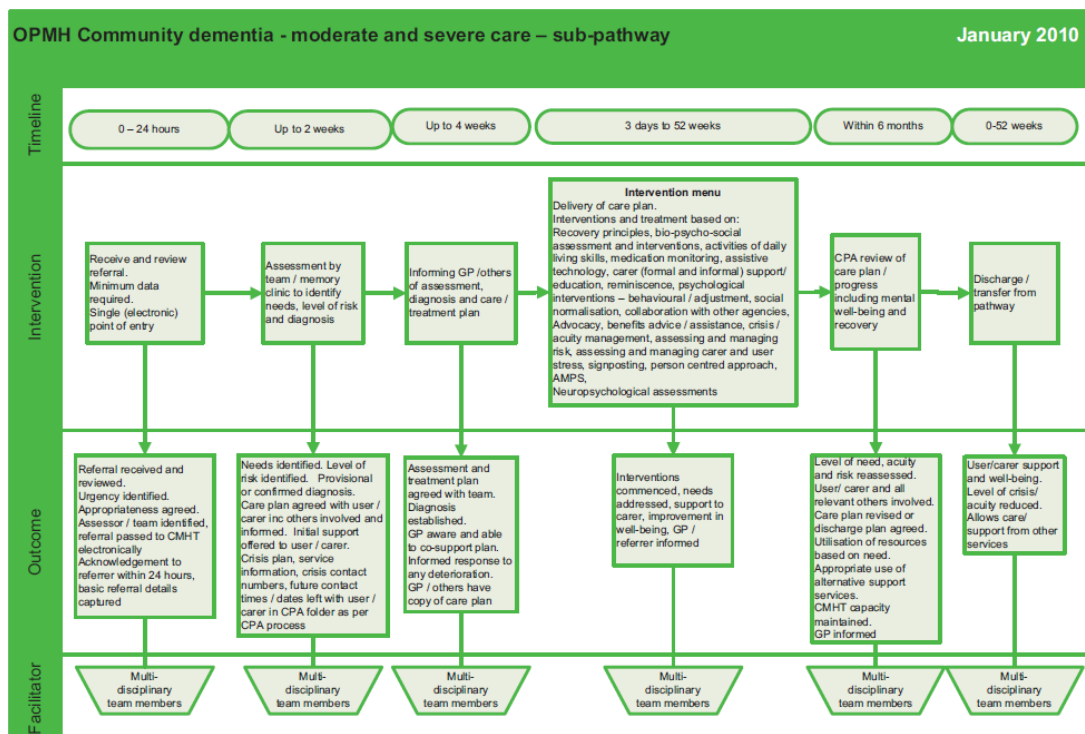 OPMH Community dementia - moderate and severe care – sub-pathway
January 2010
Timeline
0 – 24 hours
Up to 2 weeks
Up to 4 weeks
3 days to 52 weeks
Within 6 months
0-52 weeks
Intervention
Receive and review
referral.
Minimum data
required.
Single (electronic)
point of entry
Assessment by
team / memory
clinic to identify
needs, level of risk
and diagnosis
Informing GP /others
of assessment,
diagnosis and care /
treatment plan
Intervention menu
Delivery of care plan.
Interventions and treatment based on:
Recovery principles, bio-psycho-social
assessment and interventions, activities of daily
living skills, medication monitoring, assistive
technology, carer (formal and informal) support/
education, reminiscence, psychological
interventions – behavioural / adjustment, social
normalisation, collaboration with other agencies,
Advocacy, benefits advice / assistance, crisis /
acuity management, assessing and managing
risk, assessing and managing carer and user
stress, signposting, person centred approach,
AMPS,
Neuropsychological assessments
CPA review of
care plan /
progress
including mental
well-being and
recovery
Discharge /
transfer from
pathway
Outcome
Referral received and
reviewed.
Urgency identified.
Appropriateness agreed.
Assessor / team identified,
referral passed to CMHT
electronically
Acknowledgement to
referrer within 24 hours,
basic referral details
captured
Needs identified. Level of
risk identified. Provisional
or confirmed diagnosis.
Care plan agreed with user /
carer inc others involved and
informed. Initial support
offered to user / carer.
Crisis plan, service
information, crisis contact
numbers, future contact
times / dates left with user /
carer in CPA folder as per
CPA process
Assessment and
treatment plan
agreed with team.
Diagnosis
established.
GP aware and able
to co-support plan.
Informed response to
any deterioration.
GP / others have
copy of care plan
Interventions
commenced, needs
addressed, support to
carer, improvement in
well-being, GP /
referrer informed
Level of need, acuity
and risk reassessed.
User/ carer and all
relevant others involved.
Care plan revised or
discharge plan agreed.
Utilisation of resources
based on need.
Appropriate use of
alternative support
services.
CMHT capacity
maintained.
GP informed
User/carer support
and well-being.
Level of crisis/
acuity reduced.
Allows care/
support from other
services
Facilitator
Multi-
disciplinary
team members
Multi-
disciplinary
team members
Multi-
disciplinary
team members
Multi-
disciplinary
team members
Multi-
disciplinary
team members
Multi-
disciplinary
team members